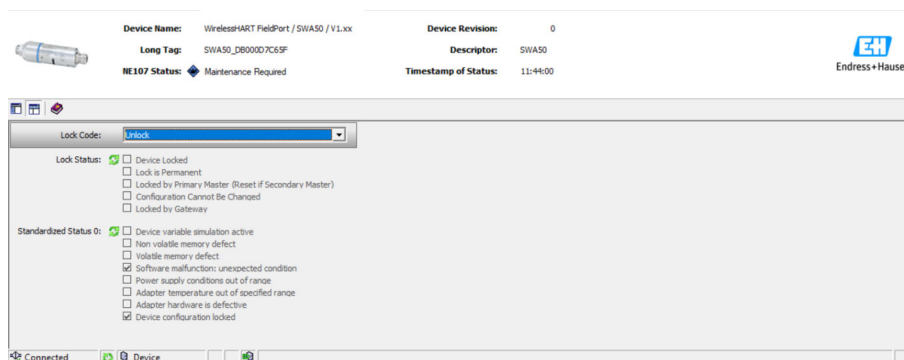 Device Name: WirelessHART FieldPort / SWA50 / V1.xx Device Revision: 0
Long Tag: SWA50_DB000D7C65F Descriptor: SWA50
NE107 Status: Maintenance Required Timestamp of Status: 11:44:00
EH
Endress+Hause
Lock Code: Unlock
Lock Status: Device Locked
Lock is Permanent
Locked by Primary Master (Reset if Secondary Master)
Configuration Cannot Be Changed
Locked by Gateway
Standardized Status 0: Device variable simulation active
Non volatile memory defect
Volatile memory defect
Software malfunction: unexpected condition
Power supply conditions out of range
Adapter temperature out of specified range
Adapter hardware is defective
Device configuration locked
Connected Device